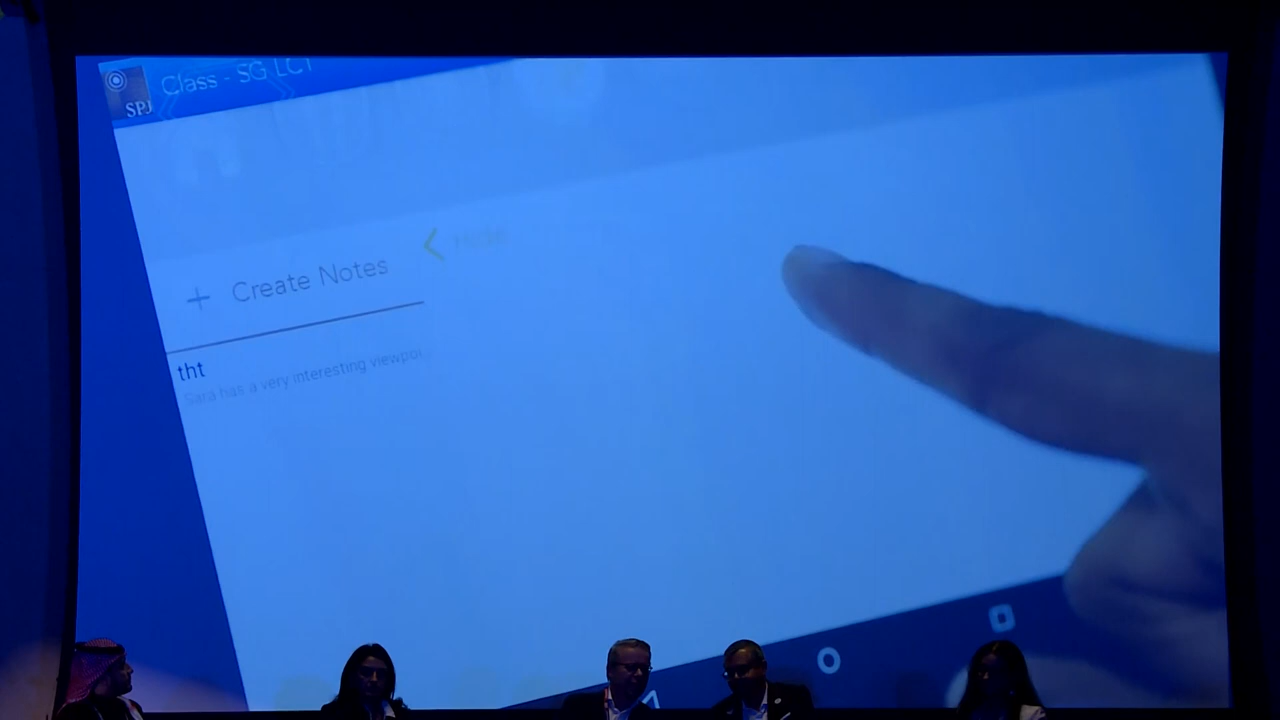 SPJ
Class - SG LCT
+ Create Notes
tht
Sara has a very interesting viewpoi